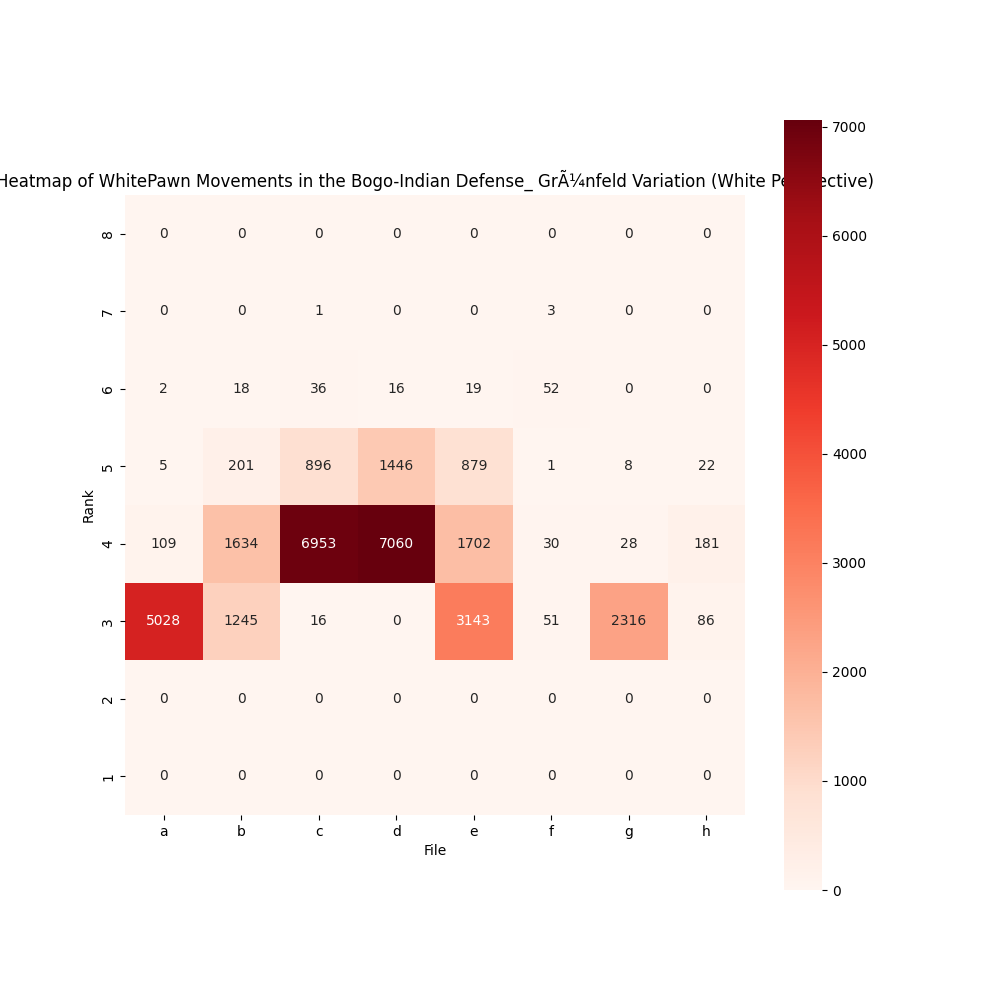 7000
Heatmap of WhitePawn Movements in the Bogo-Indian Defense_ GrÃ¼nfeld Variation (White Pe ective)
8 0 0 0 0 0 0 0 0
6000
7 0 0 1 0 0 3 0 0
6 2 18 36 16 19 52 0 0
5000
5 5 201 896 1446 879 1 8 22
4000
Rank
4 109 1634 6953 7060 1702 30 28 181
3000
3 5028 1245 16 0 3143 51 2316 86
2000
2 0 0 0 0 0 0 0 0
1000
1 0 0 0 0 0 0 0 0
a b c d e f g h
File
0